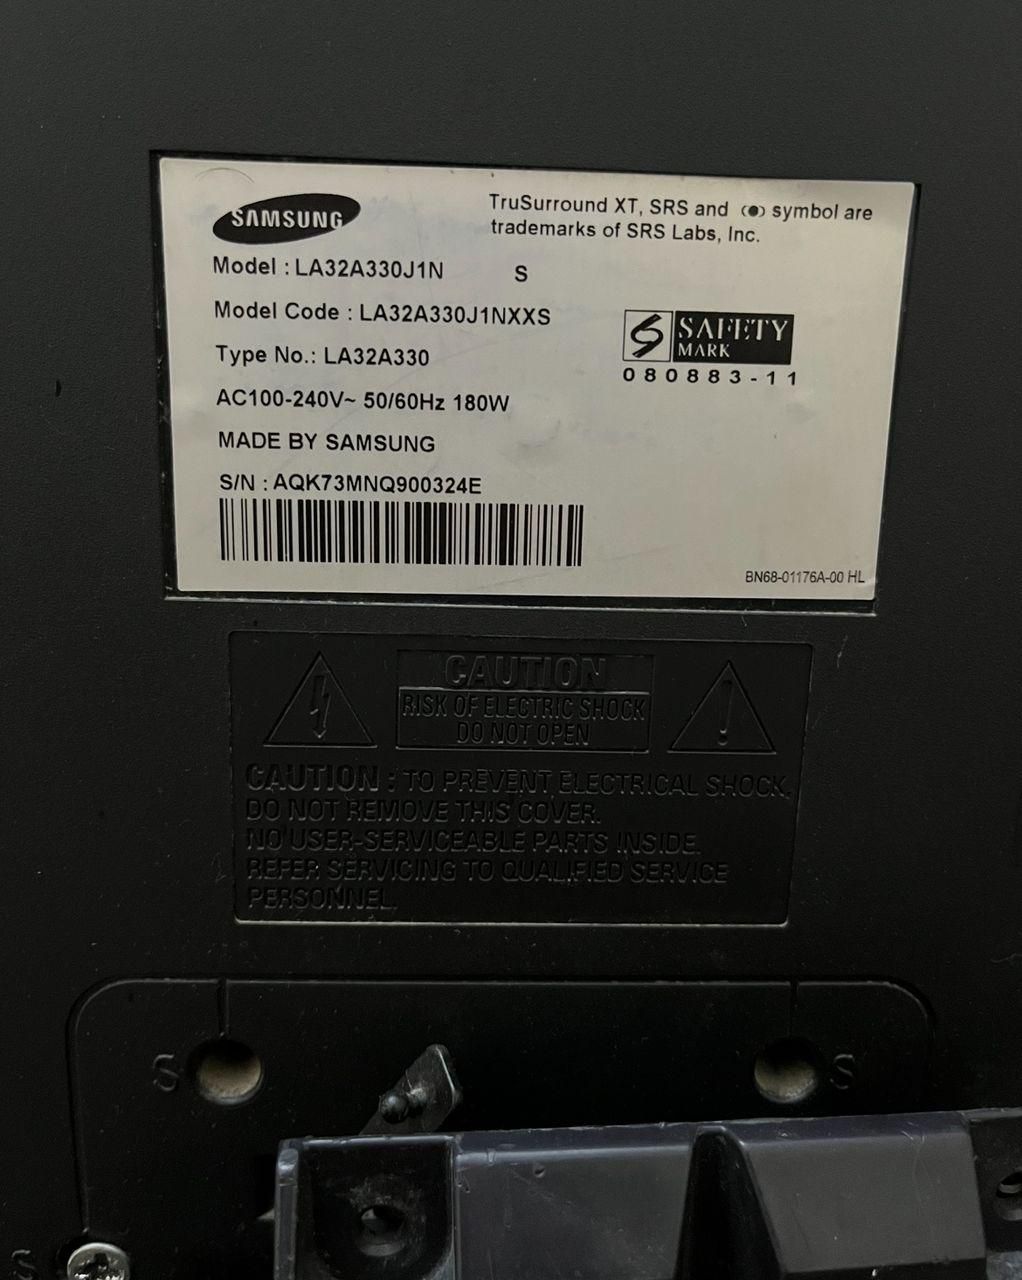 SAMSUNG
TruSurround XT, SRS and (●) symbol are
trademarks of SRS Labs, Inc.
Model : LA32A330J1N S
Model Code : LA32A330J1NXXS
Type No.: LA32A330
AC100-240V~ 50/60Hz 180W
MADE BY SAMSUNG
S/N : AQK73MNQ900324E
S SAFETY
MARK
080883-11
BN68-01176A-00 HL
CAUTION
RISK OF ELECTRIC SHOCK
DO NOT OPEN
CAUTION : TO PREVENT ELECTRICAL SHOCK,
DO NOT REMOVE THIS COVER.
NO USER-SERVICEABLE PARTS INSIDE.
REFER SERVICING TO QUALIFIED SERVICE
PERSONNEL.
S S
S